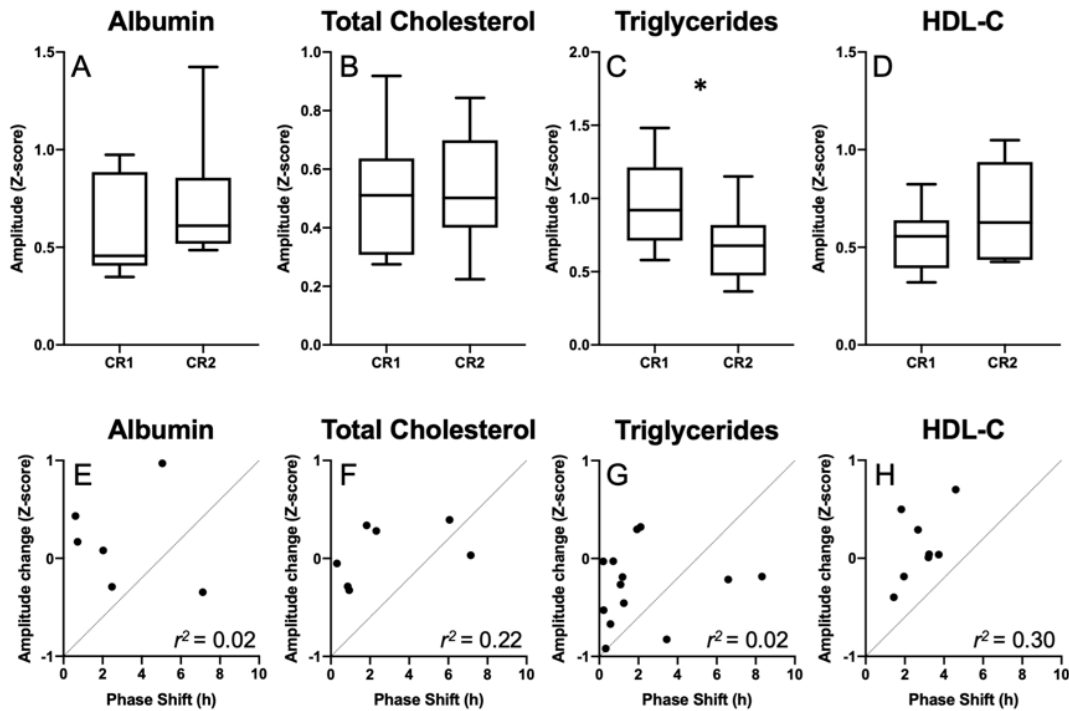 Albumin
A
Amplitude (Z-score)
1.5
1.0
0.5
0.0
CR1 CR2
Total Cholesterol
B
Amplitude (Z-score)
1.0
0.8
0.6
0.4
0.2
0.0
CR1 CR2
Triglycerides
C
*
Amplitude (Z-score)
2.0
1.5
1.0
0.5
0.0
CR1 CR2
HDL-C
D
Amplitude (Z-score)
1.5
1.0
0.5
0.0
CR1 CR2
Albumin
E
Amplitude change (Z-score)
1
0
-1
r² = 0.02
0 2 4 6 8 10
Phase Shift (h)
Total Cholesterol
F
Amplitude change (Z-score)
1
0
-1
r² = 0.22
0 2 4 6 8 10
Phase Shift (h)
Triglycerides
G
Amplitude change (Z-score)
1
0
-1
r² = 0.02
0 2 4 6 8 10
Phase Shift (h)
HDL-C
H
Amplitude change (Z-score)
1
0
-1
r² = 0.30
0 2 4 6 8 10
Phase Shift (h)